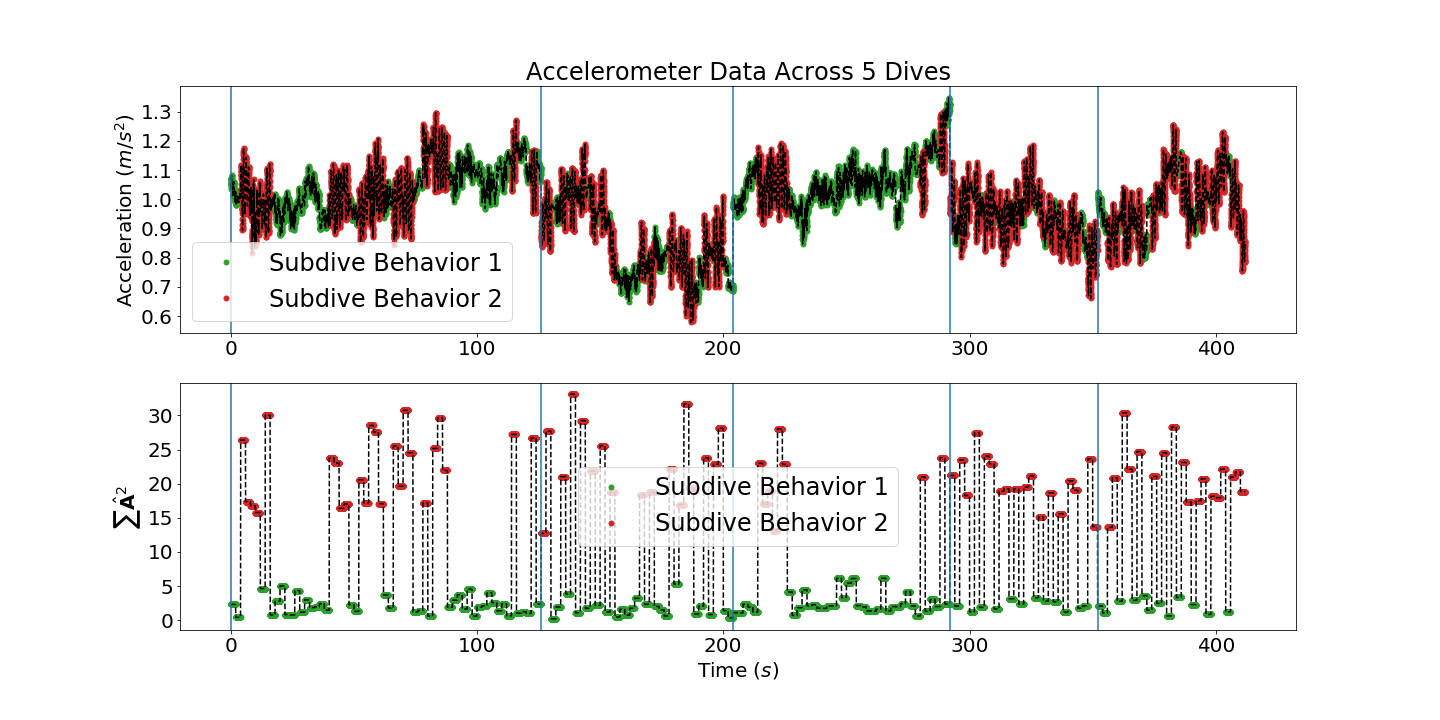 Accelerometer Data Across 5 Dives
Acceleration (m/s²)
1.3
1.2
1.1
1.0
0.9
0.8
0.7
0.6
Subdive Behavior 1
Subdive Behavior 2
0 100 200 300 400
∑Â²
30
25
20
15
10
5
0
Subdive Behavior 1
Subdive Behavior 2
0 100 200 300 400
Time (s)